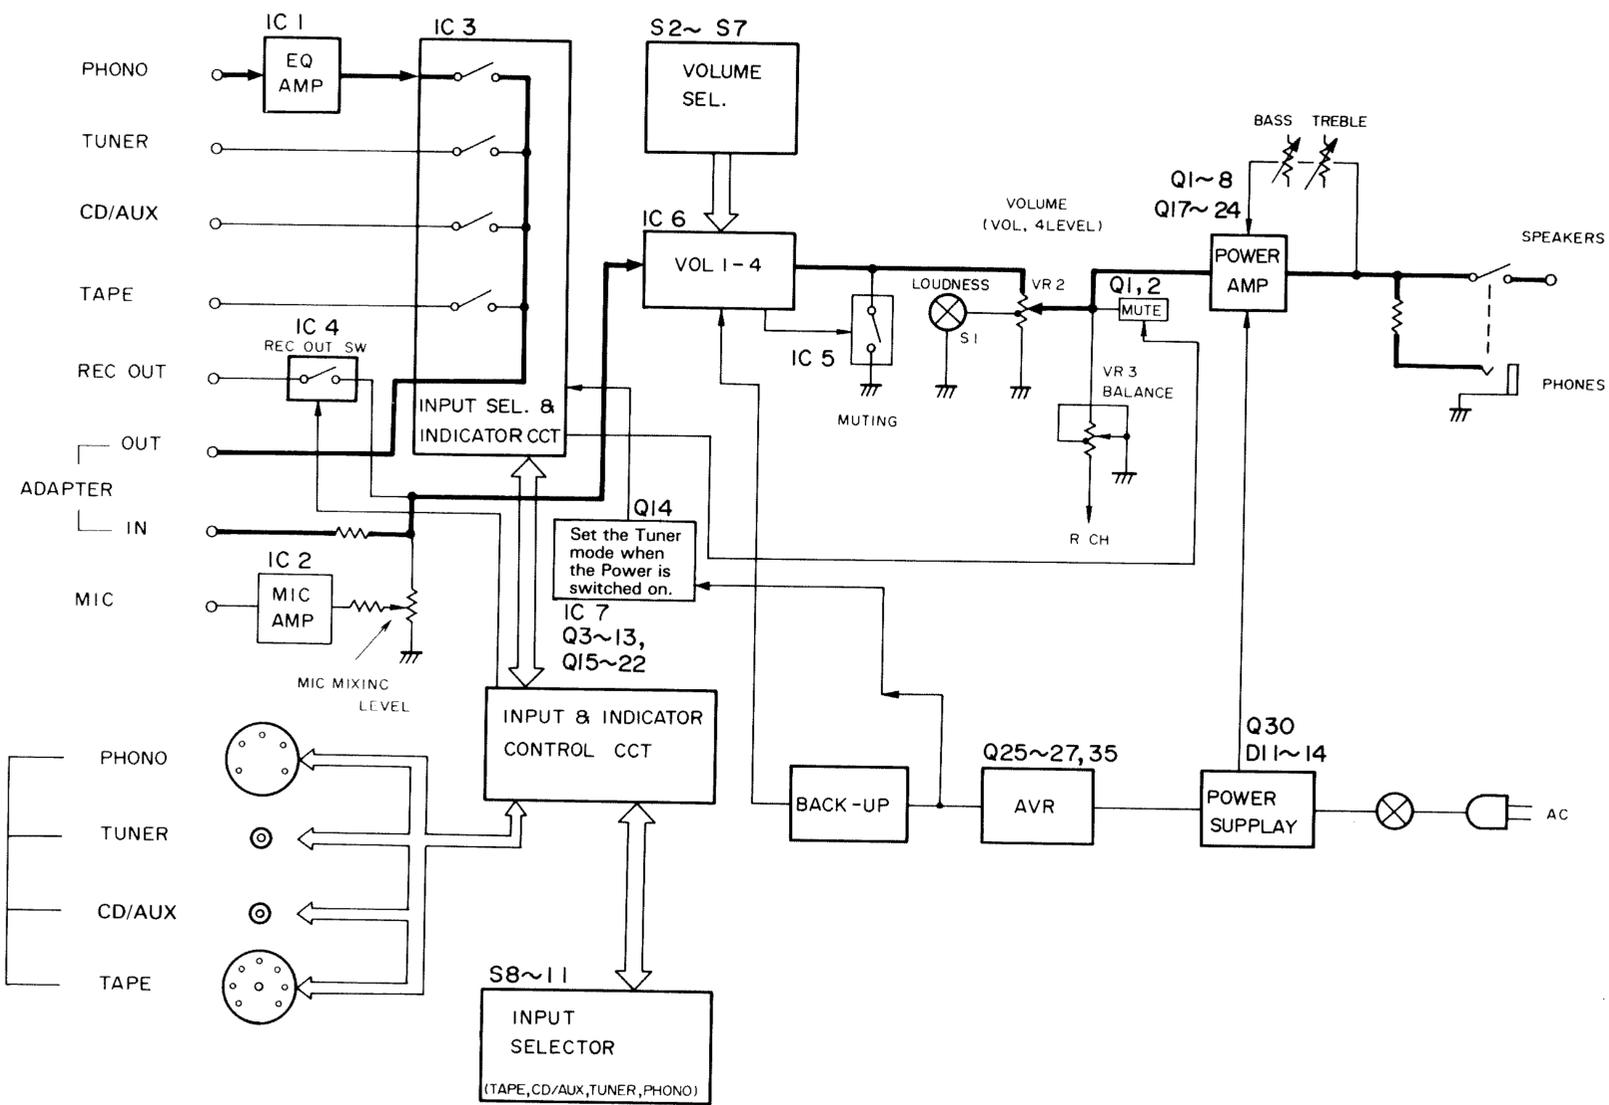 IC 1
EQ
AMP
PHONO
TUNER
CD/AUX
TAPE
IC 4
REC OUT SW
REC OUT
OUT
ADAPTER
IN
IC 2
MIC
AMP
MIC
MIC MIXINC
LEVEL
IC 3
INPUT SEL. &
INDICATOR CCT
S2~ S7
VOLUME
SEL.
IC 6
VOL 1-4
IC 5
MUTING
LOUDNESS
S1
VOLUME
(VOL, 4LEVEL)
VR2
Q1,2
MUTE
VR3
BALANCE
R CH
BASS TREBLE
Q1~8
Q17~24
POWER
AMP
SPEAKERS
PHONES
Q14
Set the Tuner
mode when
the Power is
switched on.
IC 7
Q3~13,
Q15~22
INPUT & INDICATOR
CONTROL CCT
PHONO
TUNER
CD/AUX
TAPE
S8~11
INPUT
SELECTOR
(TAPE,CD/AUX,TUNER,PHONO)
BACK-UP
Q25~27,35
AVR
Q30
D11~14
POWER
SUPPLAY
AC